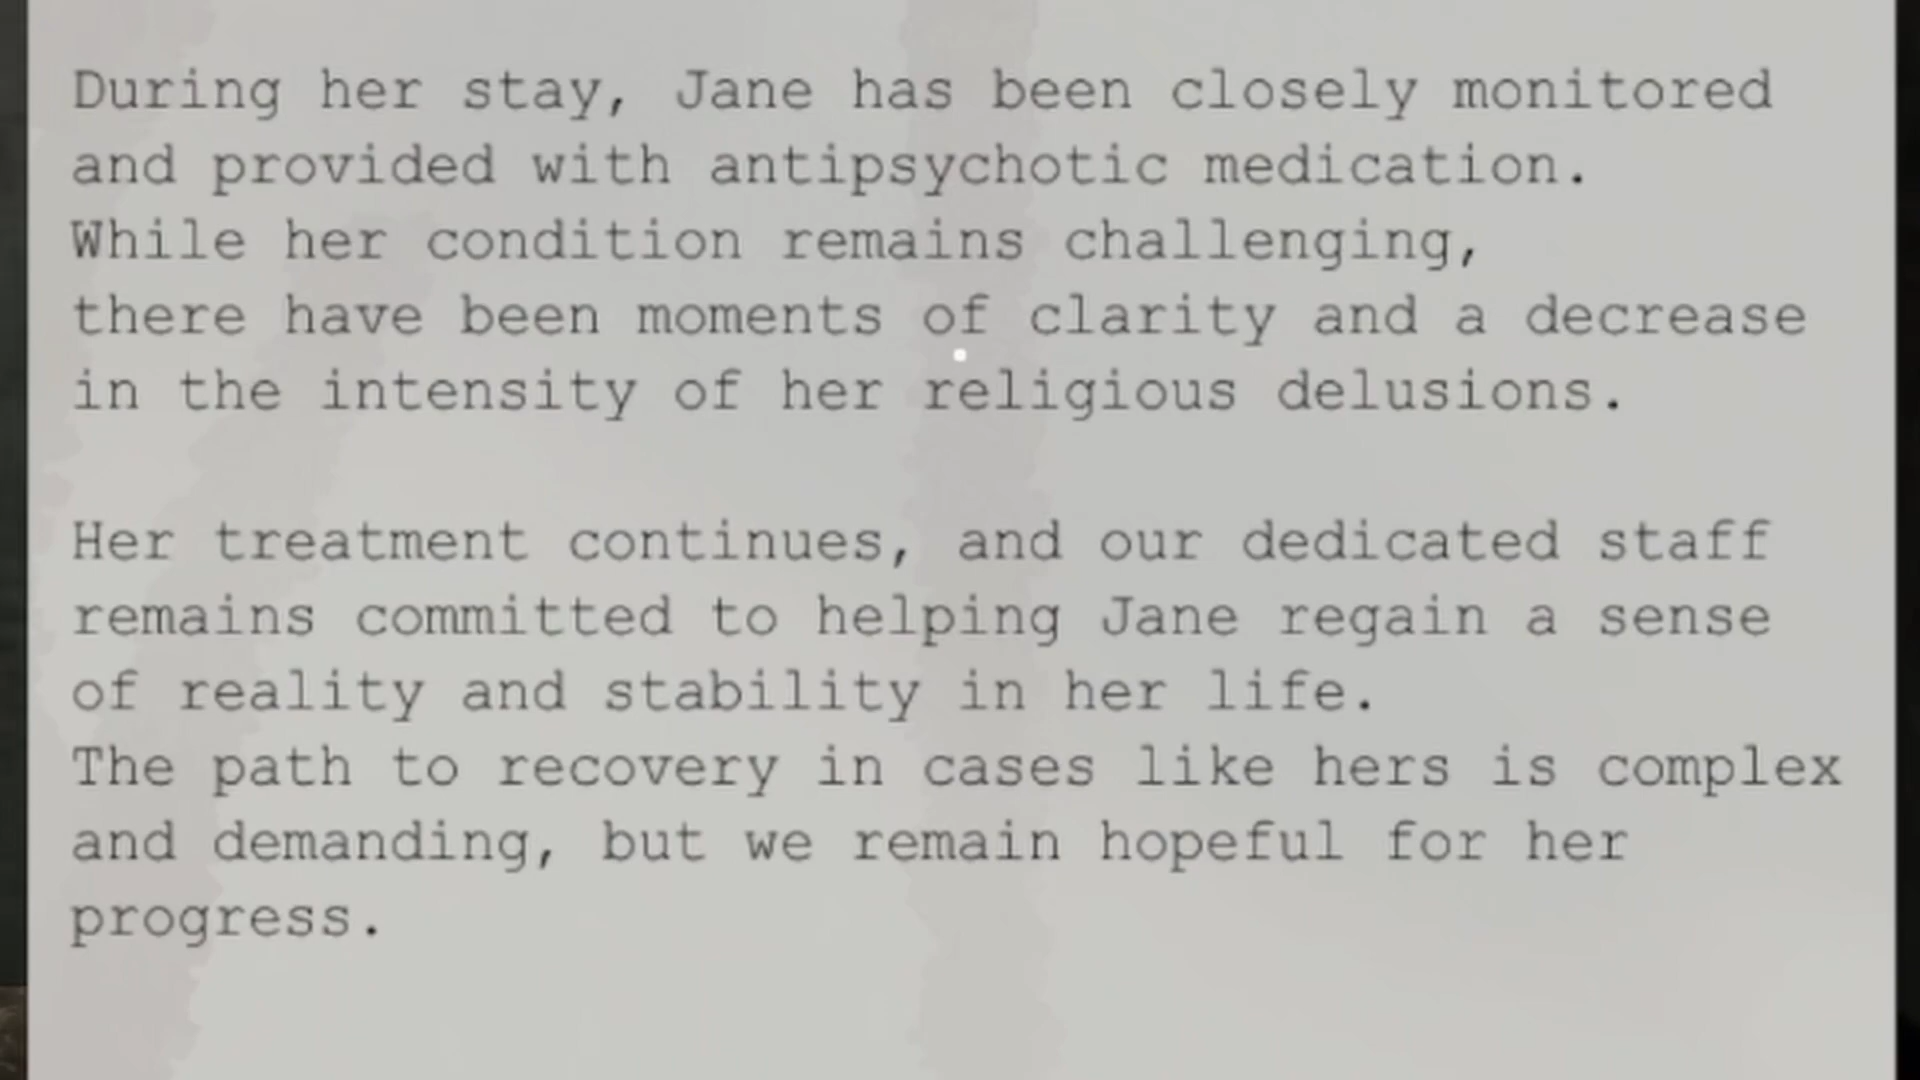 During her stay, Jane has been closely monitored
and provided with antipsychotic medication.
While her condition remains challenging,
there have been moments of clarity and a decrease
in the intensity of her religious delusions.
Her treatment continues, and our dedicated staff
remains committed to helping Jane regain a sense
of reality and stability in her life.
The path to recovery in cases like hers is complex
and demanding, but we remain hopeful for her
progress.